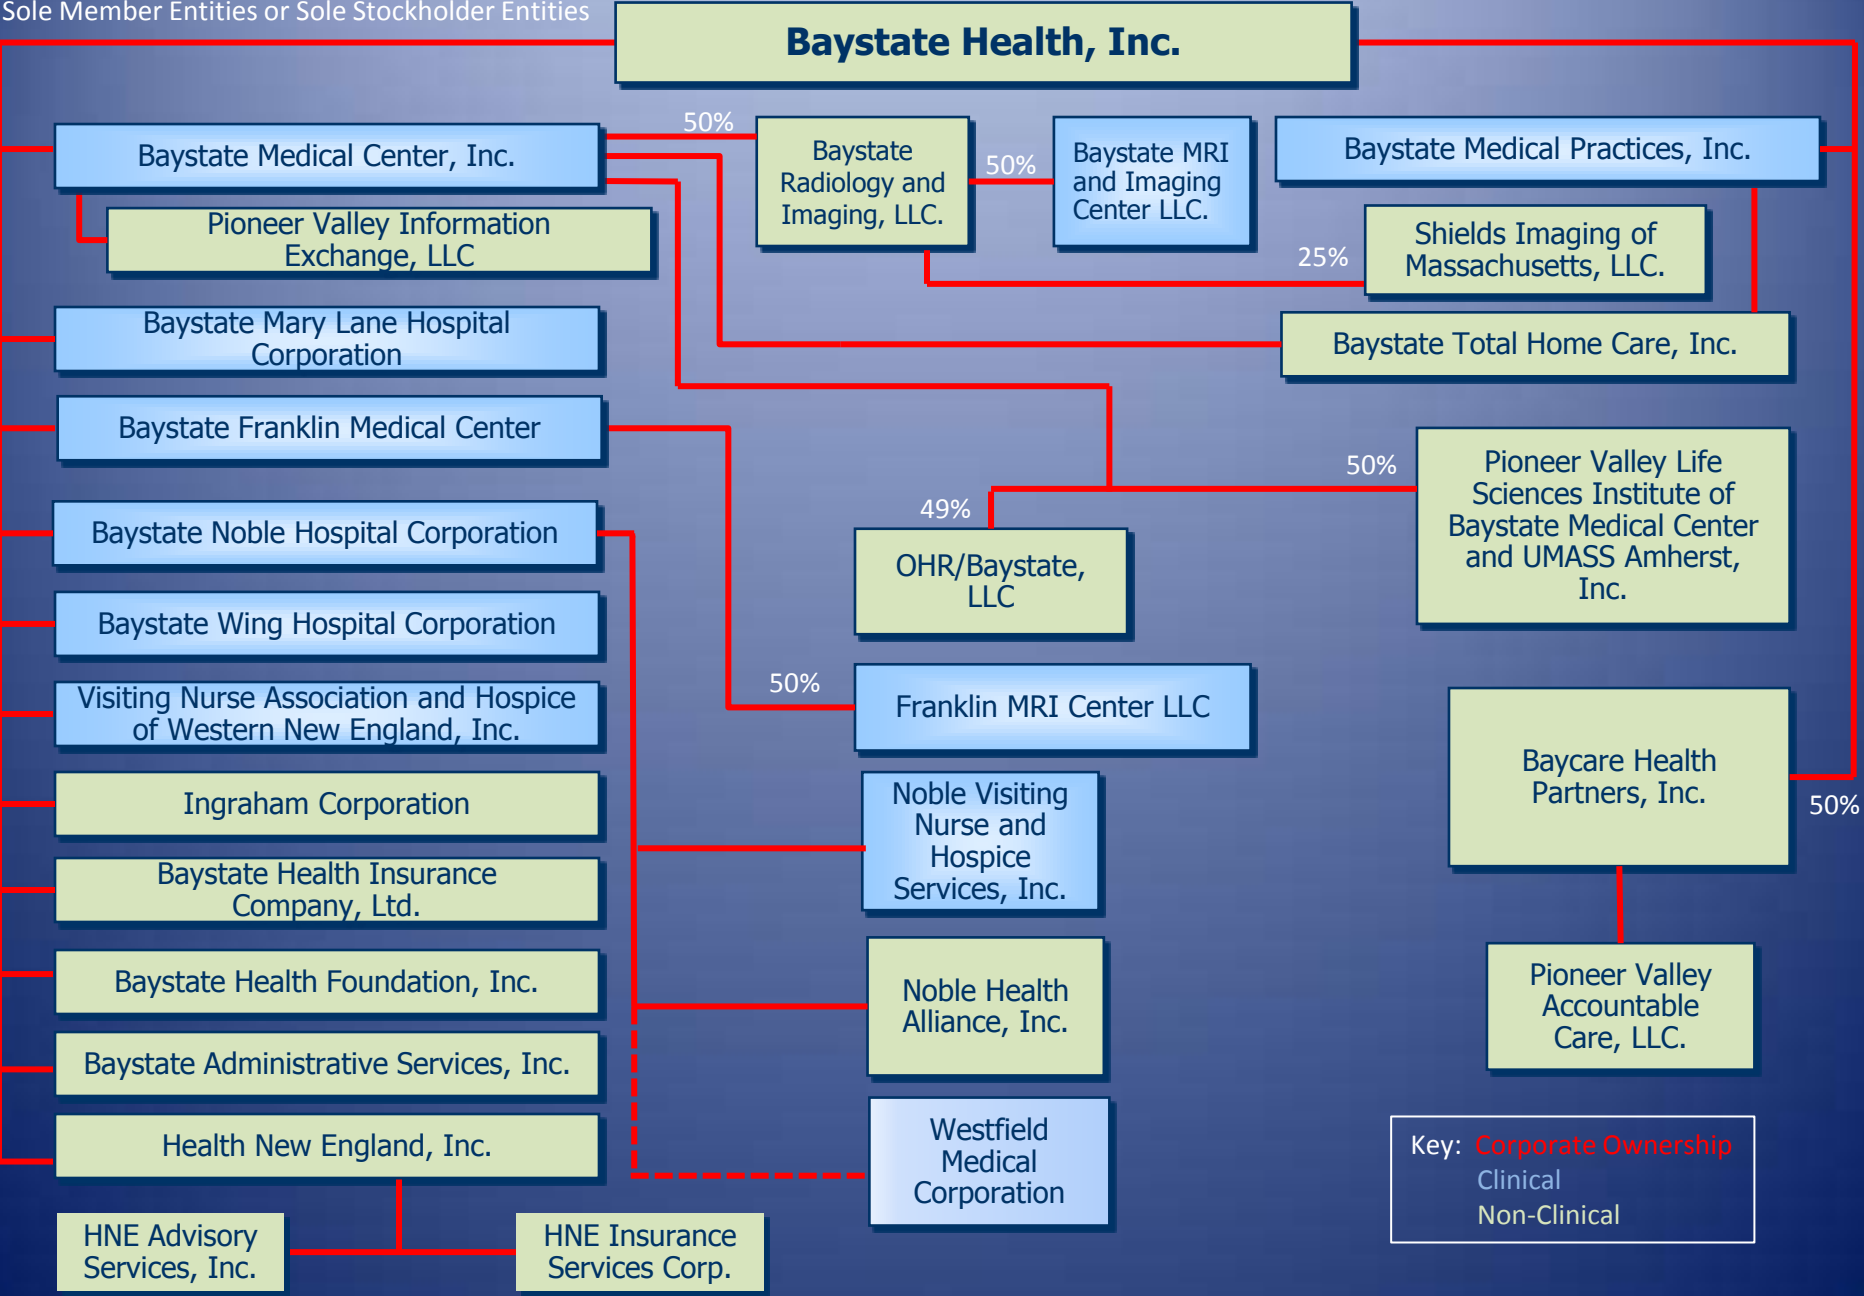 Sole Member Entities or Sole Stockholder Entities
Baystate Health, Inc.
Baystate Medical Center, Inc.
Pioneer Valley Information
Exchange, LLC
Baystate Mary Lane Hospital
Corporation
Baystate Franklin Medical Center
Baystate Noble Hospital Corporation
Baystate Wing Hospital Corporation
Visiting Nurse Association and Hospice
of Western New England, Inc.
Ingraham Corporation
Baystate Health Insurance
Company, Ltd.
Baystate Health Foundation, Inc.
Baystate Administrative Services, Inc.
Health New England, Inc.
HNE Advisory
Services, Inc.
HNE Insurance
Services Corp.
50%
Baystate
Radiology and
Imaging, LLC.
50%
Baystate MRI
and Imaging
Center LLC.
Baystate Medical Practices, Inc.
25%
Shields Imaging of
Massachusetts, LLC.
Baystate Total Home Care, Inc.
50%
Pioneer Valley Life
Sciences Institute of
Baystate Medical Center
and UMASS Amherst,
Inc.
49%
OHR/Baystate,
LLC
50%
Franklin MRI Center LLC
Noble Visiting
Nurse and
Hospice
Services, Inc.
Noble Health
Alliance, Inc.
Westfield
Medical
Corporation
Baycare Health
Partners, Inc.
50%
Pioneer Valley
Accountable
Care, LLC.
Key: Corporate Ownership
Clinical
Non-Clinical